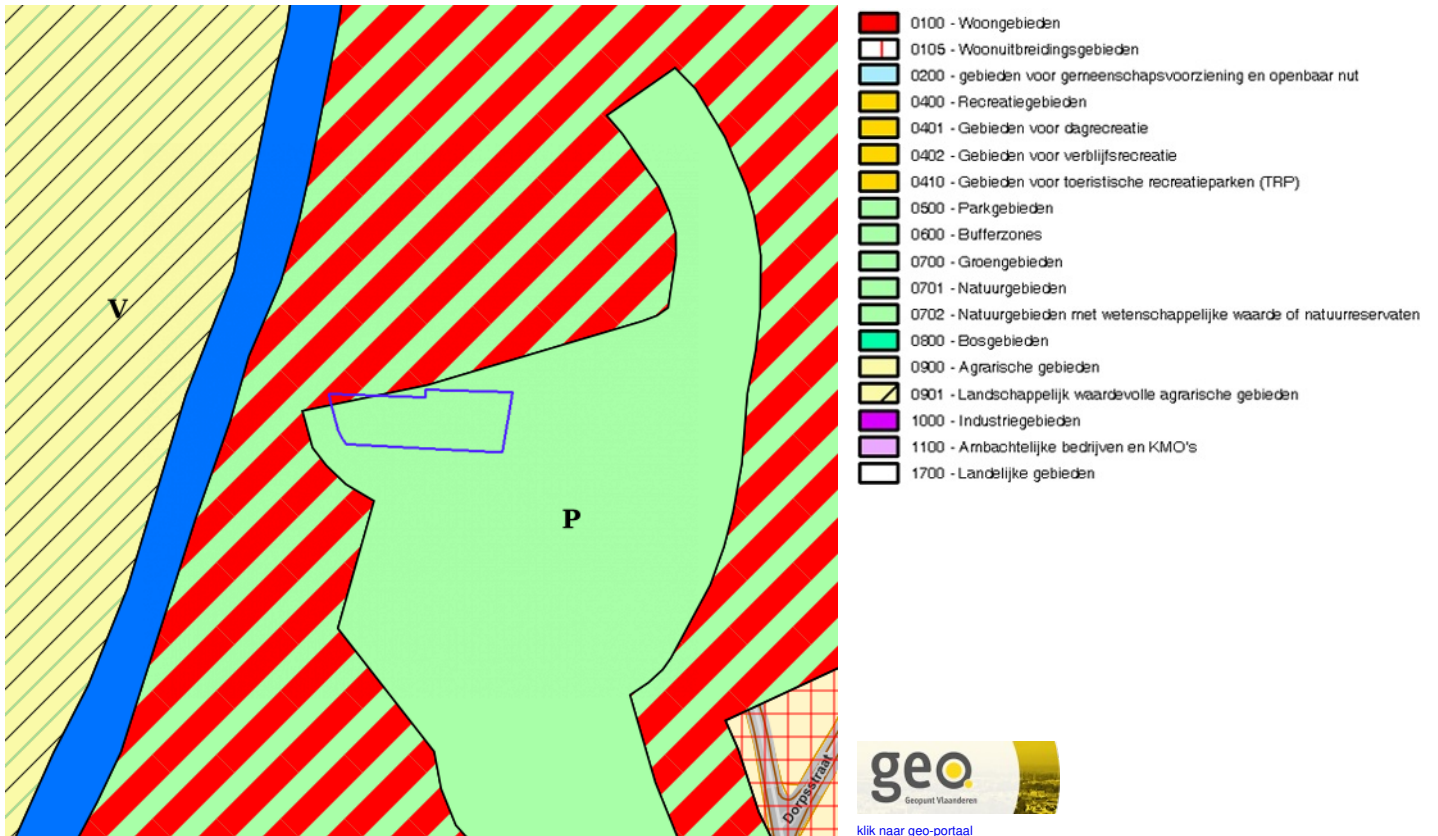 V
P
Dorpsstraat
0100 - Woongebieden
0105 - Woonuitbreidingsgebieden
0200 - gebieden voor gemeenschapsvoorziening en openbaar nut
0400 - Recreatiegebieden
0401 - Gebieden voor dagrecreatie
0402 - Gebieden voor verblijfsrecreatie
0410 - Gebieden voor toeristische recreatieparken (TRP)
0500 - Parkgebieden
0600 - Bufferzones
0700 - Groengebieden
0701 - Natuurgebieden
0702 - Natuurgebieden met wetenschappelijke waarde of natuurreservaten
0800 - Bosgebieden
0900 - Agrarische gebieden
0901 - Landschappelijk waardevolle agrarische gebieden
1000 - Industriegebieden
1100 - Ambachtelijke bedrijven en KMO's
1700 - Landelijke gebieden
geo.
Geopunt Vlaanderen
klik naar geo-portaal